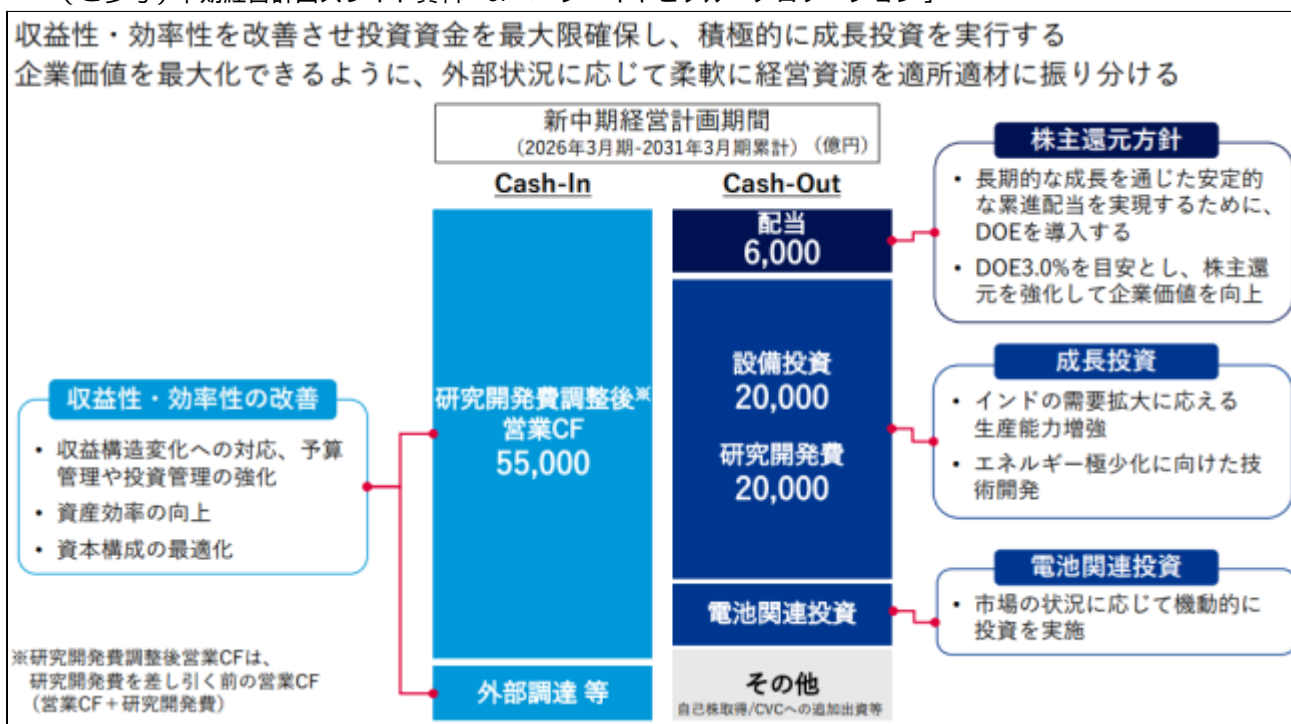 収益性・効率性を改善させ投資資金を最大限確保し、積極的に成長投資を実行する
企業価値を最大化できるように、外部状況に応じて柔軟に経営資源を適所適材に振り分ける
新中期経営計画期間
(2026年3月期-2031年3月期累計) (億円)
Cash-In
Cash-Out
収益性・効率性の改善
• 収益構造変化への対応、予算
管理や投資管理の強化
• 資産効率の向上
• 資本構成の最適化
研究開発費調整後※
営業CF
55,000
外部調達 等
配当
6,000
設備投資
20,000
研究開発費
20,000
電池関連投資
その他
自己株取得/CVCへの追加出資等
株主還元方針
• 長期的な成長を通じた安定的
な累進配当を実現するために、
DOEを導入する
• DOE3.0%を目安とし、株主還
元を強化して企業価値を向上
成長投資
• インドの需要拡大に応える
生産能力増強
• エネルギー極少化に向けた技
術開発
電池関連投資
• 市場の状況に応じて機動的に
投資を実施
※研究開発費調整後営業CFは、
研究開発費を差し引く前の営業CF
(営業CF+研究開発費)